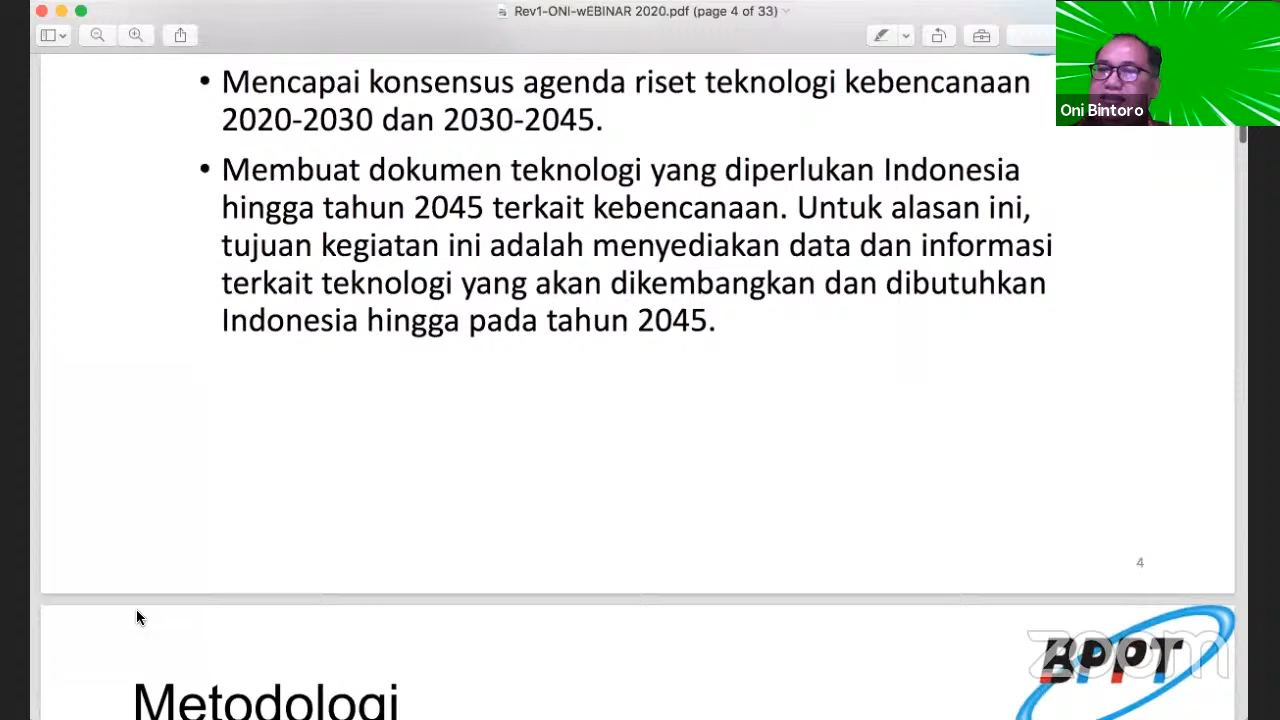 Rev1-ONI-wEBINAR 2020.pdf (page 4 of 33)
Oni Bintoro
• Mencapai konsensus agenda riset teknologi kebencanaan
2020-2030 dan 2030-2045.
• Membuat dokumen teknologi yang diperlukan Indonesia
hingga tahun 2045 terkait kebencanaan. Untuk alasan ini,
tujuan kegiatan ini adalah menyediakan data dan informasi
terkait teknologi yang akan dikembangkan dan dibutuhkan
Indonesia hingga pada tahun 2045.
4
BPPT
zoom
Metodologi